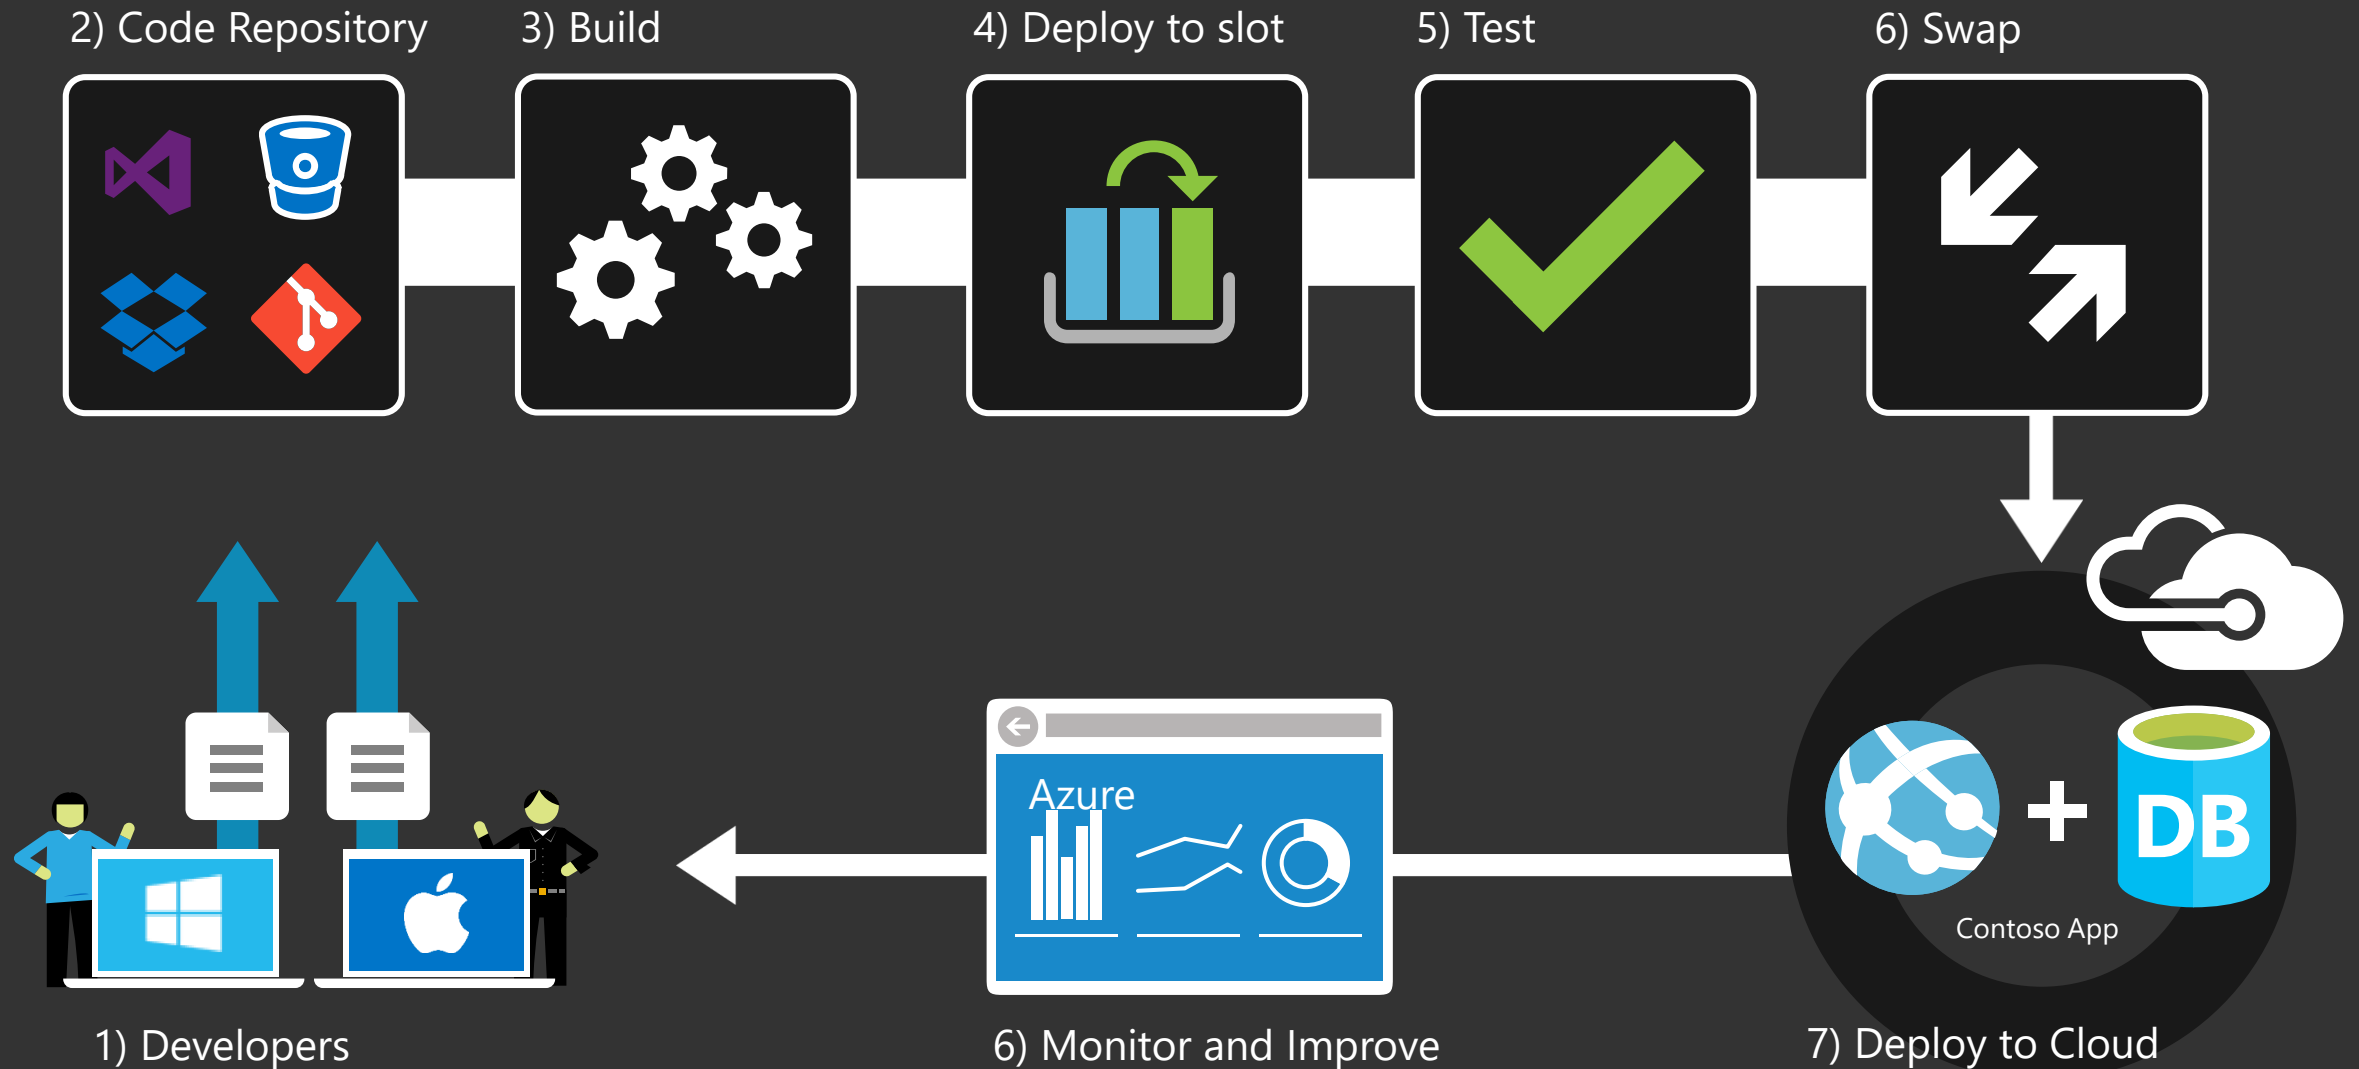 2) Code Repository
3) Build
4) Deploy to slot
5) Test
6) Swap
Azure
DB
Contoso App
1) Developers
6) Monitor and Improve
7) Deploy to Cloud